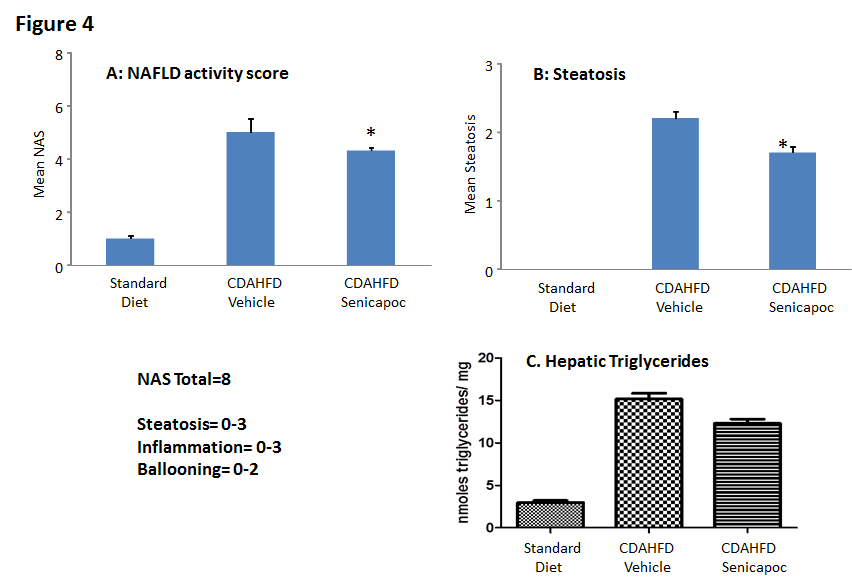 Figure 4
A: NAFLD activity score
Mean NAS
8
6
4
2
0
*
Standard
Diet
CDAHFD
Vehicle
CDAHFD
Senicapoc
B: Steatosis
Mean Steatosis
3
2
1
0
*
Standard
Diet
CDAHFD
Vehicle
CDAHFD
Senicapoc
NAS Total=8
Steatosis= 0-3
Inflammation= 0-3
Ballooning= 0-2
C. Hepatic Triglycerides
nmoles triglycerides/ mg
20
15
10
5
0
Standard
Diet
CDAHFD
Vehicle
CDAHFD
Senicapoc